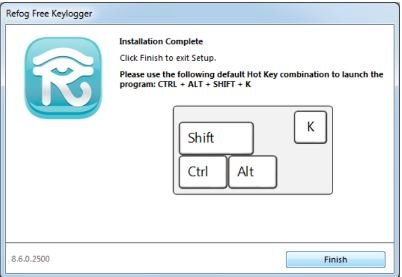 Refog Free Keylogger
Installation Complete
Click Finish to exit Setup.
Please use the following default Hot Key combination to launch the
program: CTRL + ALT + SHIFT + K
K
Shift
Ctrl Alt
8.6.0.2500
Finish